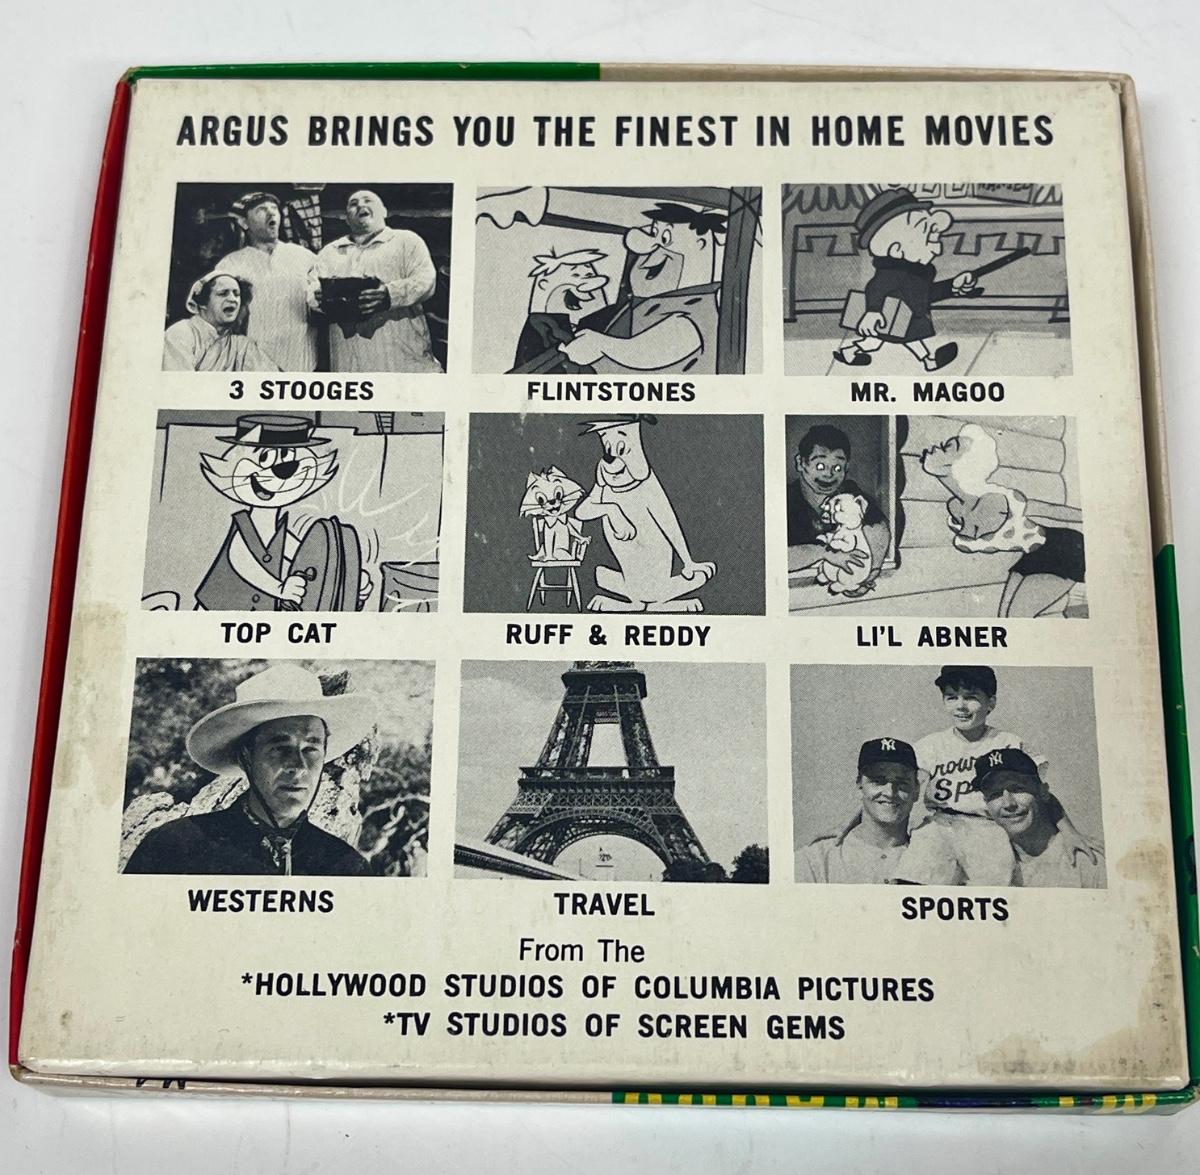 ARGUS BRINGS YOU THE FINEST IN HOME MOVIES
3 STOOGES
FLINTSTONES
MR. MAGOO
TOP CAT
RUFF & REDDY
LI'L ABNER
WESTERNS
TRAVEL
SPORTS
From The
*HOLLYWOOD STUDIOS OF COLUMBIA PICTURES
*TV STUDIOS OF SCREEN GEMS